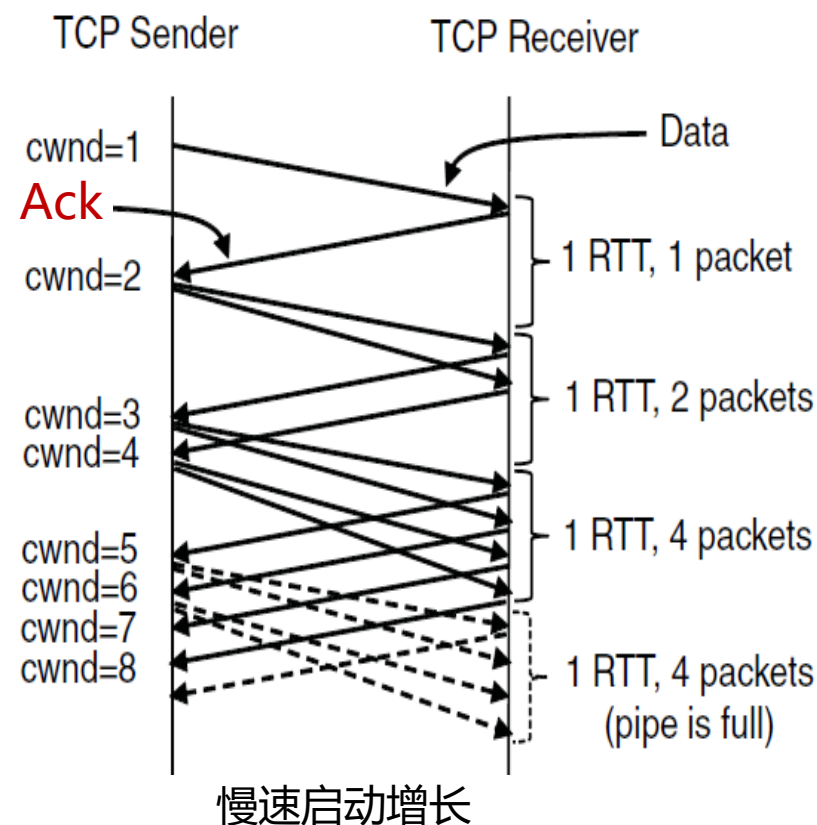 TCP Sender
TCP Receiver
Data
cwnd=1
Ack
1 RTT, 1 packet
cwnd=2
1 RTT, 2 packets
cwnd=3
cwnd=4
1 RTT, 4 packets
cwnd=5
cwnd=6
cwnd=7
cwnd=8
1 RTT, 4 packets
(pipe is full)
慢速启动增长